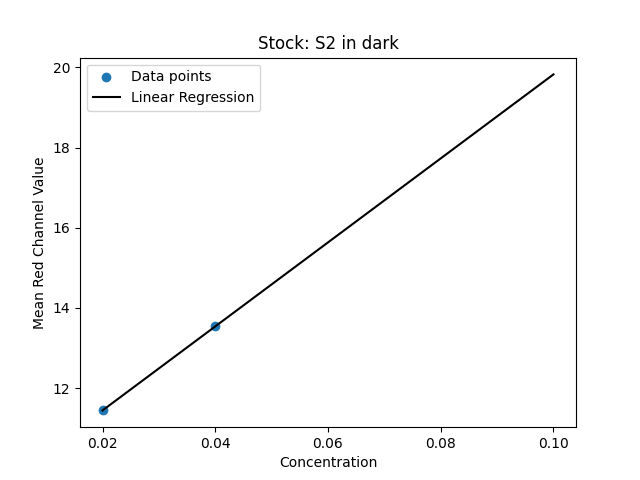 Stock: S2 in dark
Data points
Linear Regression
20
18
16
14
12
Mean Red Channel Value
0.02 0.04 0.06 0.08 0.10
Concentration